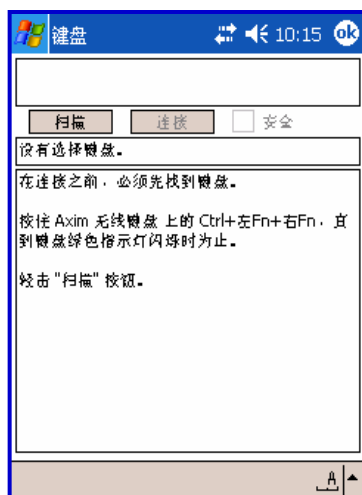 键盘 10:15 ok
扫描 连接 安全
没有选择键盘。
在连接之前，必须先找到键盘。
按住 Axim 无线键盘 上的 Ctrl+左Fn+右Fn，直
到键盘绿色指示灯闪烁时为止。
轻击 "扫描" 按钮。
A